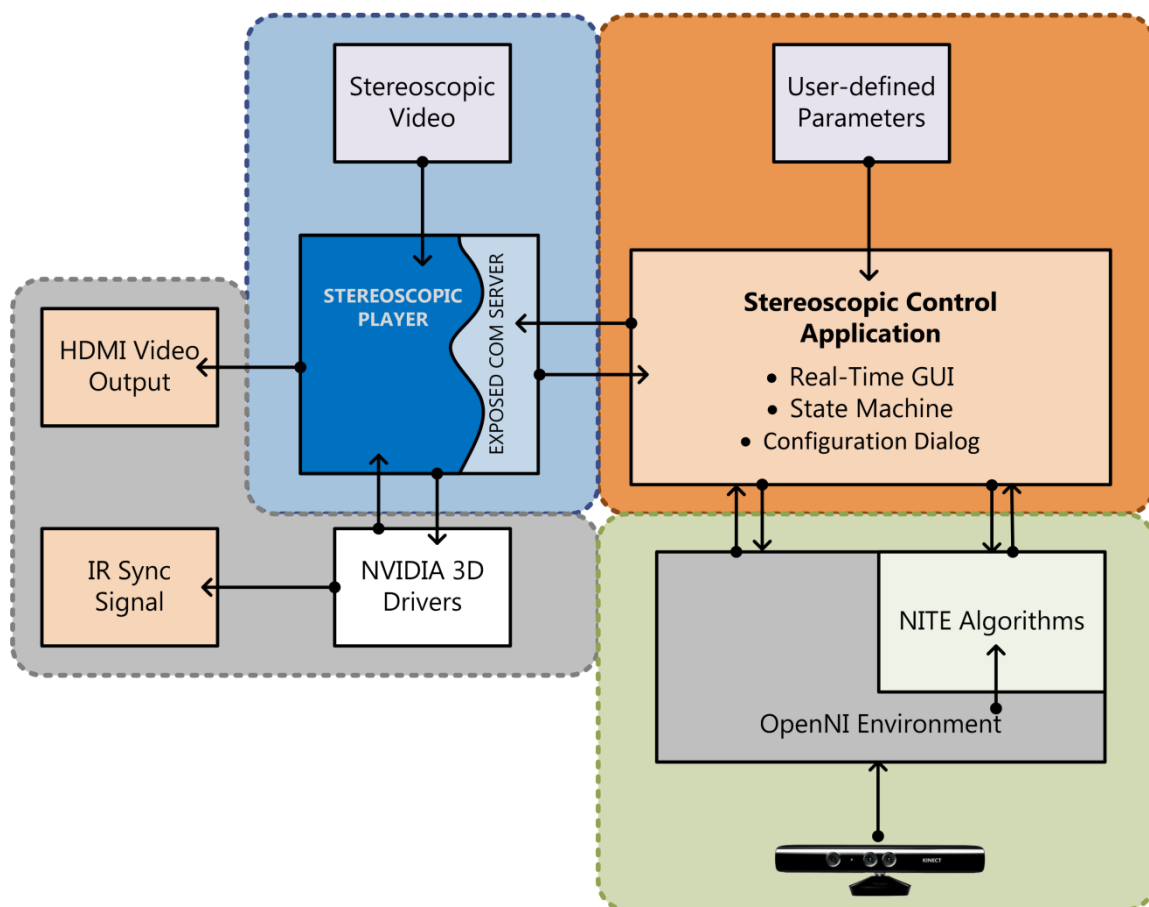 Stereoscopic
Video
User-defined
Parameters
STEREOSCOPIC
PLAYER
EXPOSED COM SERVER
Stereoscopic Control
Application
• Real-Time GUI
• State Machine
• Configuration Dialog
HDMI Video
Output
IR Sync
Signal
NVIDIA 3D
Drivers
NITE Algorithms
OpenNI Environment
KINECT